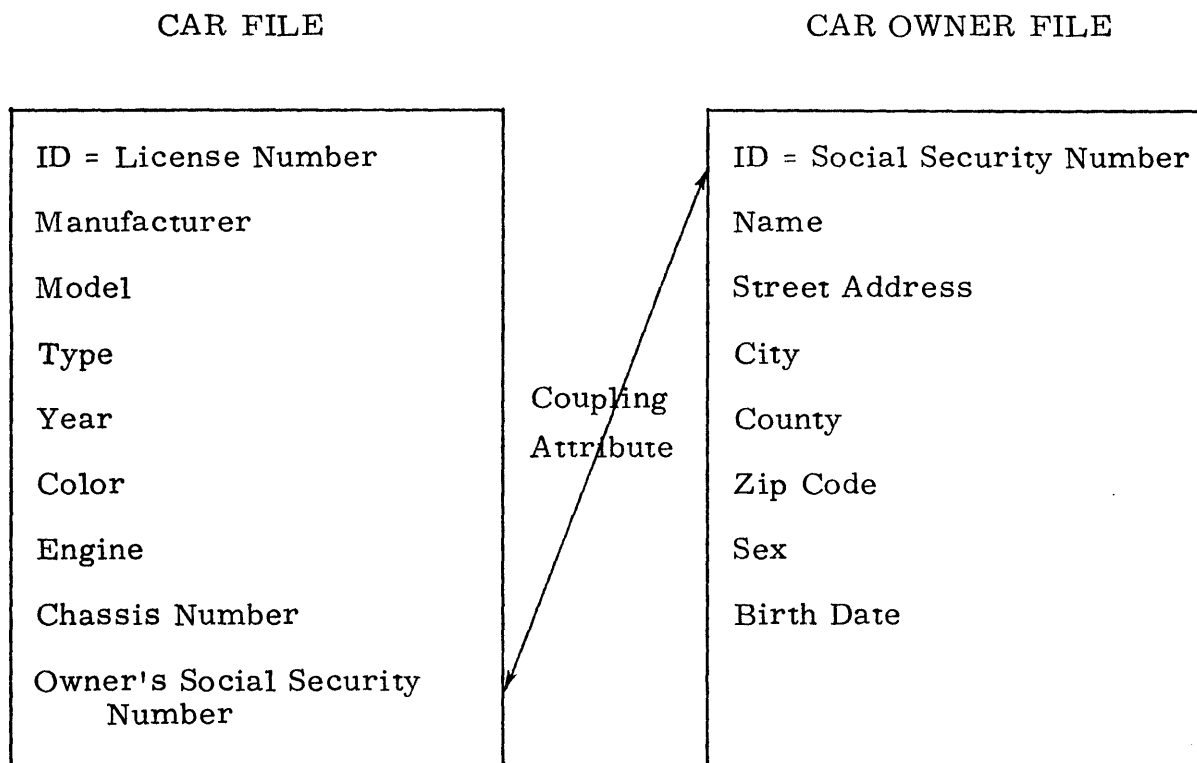 CAR FILE
CAR OWNER FILE
ID = License Number
Manufacturer
Model
Type
Year
Color
Engine
Chassis Number
Owner's Social Security
Number
Coupling
Attribute
ID = Social Security Number
Name
Street Address
City
County
Zip Code
Sex
Birth Date